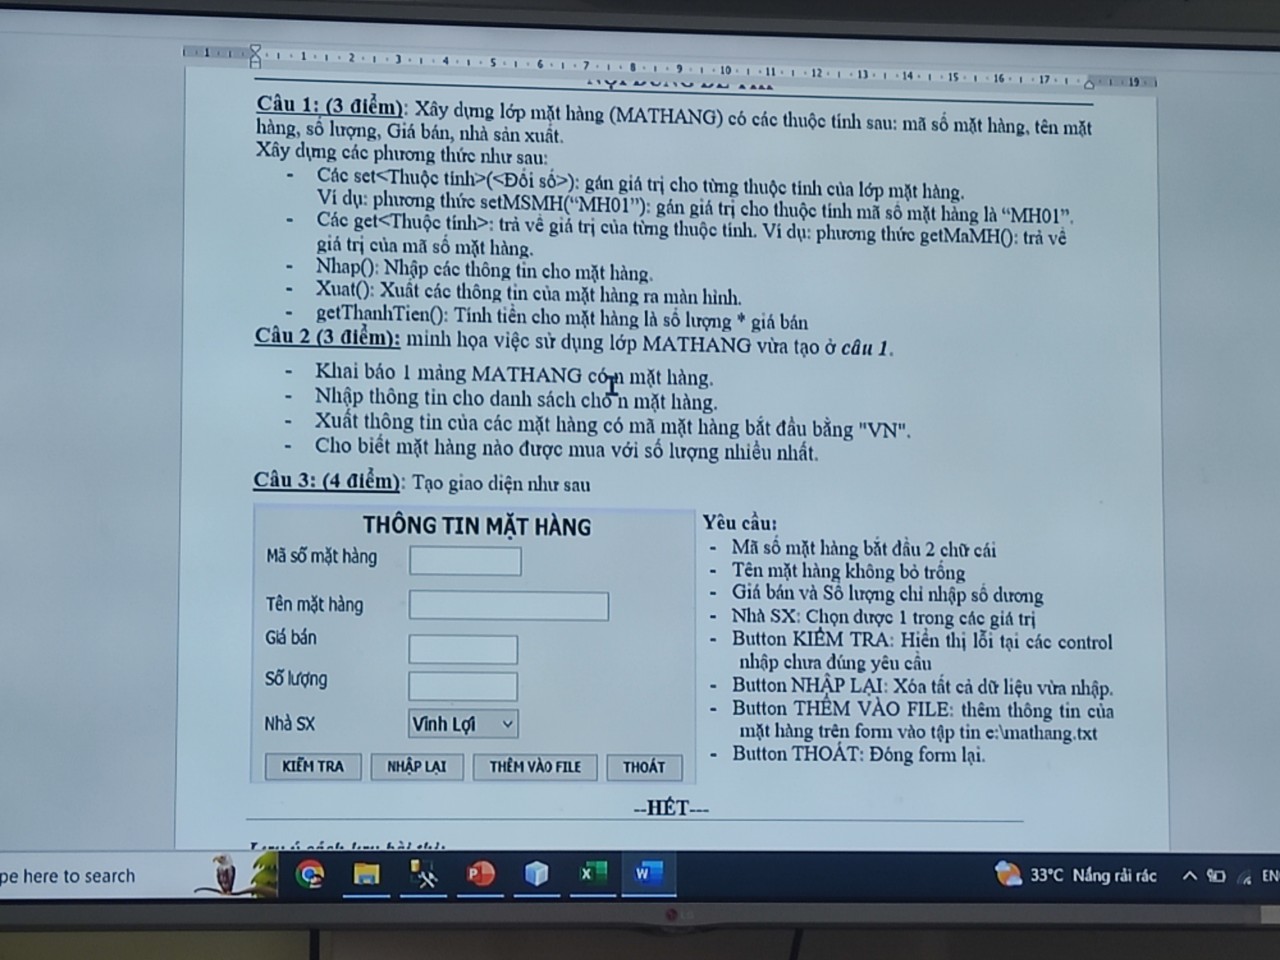 Câu 1: (3 điểm): Xây dựng lớp mặt hàng (MATHANG) có các thuộc tính sau: mã số mặt hàng, tên mặt
hàng, số lượng, Giá bán, nhà sản xuất.
Xây dựng các phương thức như sau:
- Các set<Thuộc tính>(<Đối số>): gán giá trị cho từng thuộc tính của lớp mặt hàng.
Ví dụ: phương thức setMSMH(“MH01”): gán giá trị cho thuộc tính mã số mặt hàng là “MH01”.
- Các get<Thuộc tính>: trả về giá trị của từng thuộc tính. Ví dụ: phương thức getMaMH(): trả về
giá trị của mã số mặt hàng.
- Nhap(): Nhập các thông tin cho mặt hàng.
- Xuat(): Xuất các thông tin của mặt hàng ra màn hình.
- getThanhTien(): Tính tiền cho mặt hàng là số lượng * giá bán
Câu 2 (3 điểm): minh họa việc sử dụng lớp MATHANG vừa tạo ở câu 1.
- Khai báo 1 mảng MATHANG có n mặt hàng.
- Nhập thông tin cho danh sách cho n mặt hàng.
- Xuất thông tin của các mặt hàng có mã mặt hàng bắt đầu bằng "VN".
- Cho biết mặt hàng nào được mua với số lượng nhiều nhất.
Câu 3: (4 điểm): Tạo giao diện như sau
THÔNG TIN MẶT HÀNG
Mã số mặt hàng
Tên mặt hàng
Giá bán
Số lượng
Nhà SX Vinh Lợi
KIỂM TRA NHẬP LẠI THÊM VÀO FILE THOÁT
Yêu cầu:
- Mã số mặt hàng bắt đầu 2 chữ cái
- Tên mặt hàng không bỏ trống
- Giá bán và Số lượng chỉ nhập số dương
- Nhà SX: Chọn được 1 trong các giá trị
- Button KIỂM TRA: Hiển thị lỗi tại các control
nhập chưa đúng yêu cầu
- Button NHẬP LẠI: Xóa tất cả dữ liệu vừa nhập.
- Button THÊM VÀO FILE: thêm thông tin của
mặt hàng trên form vào tập tin e:\mathang.txt
- Button THOÁT: Đóng form lại.
--HẾT---
pe here to search
33°C Nắng rải rác
LG